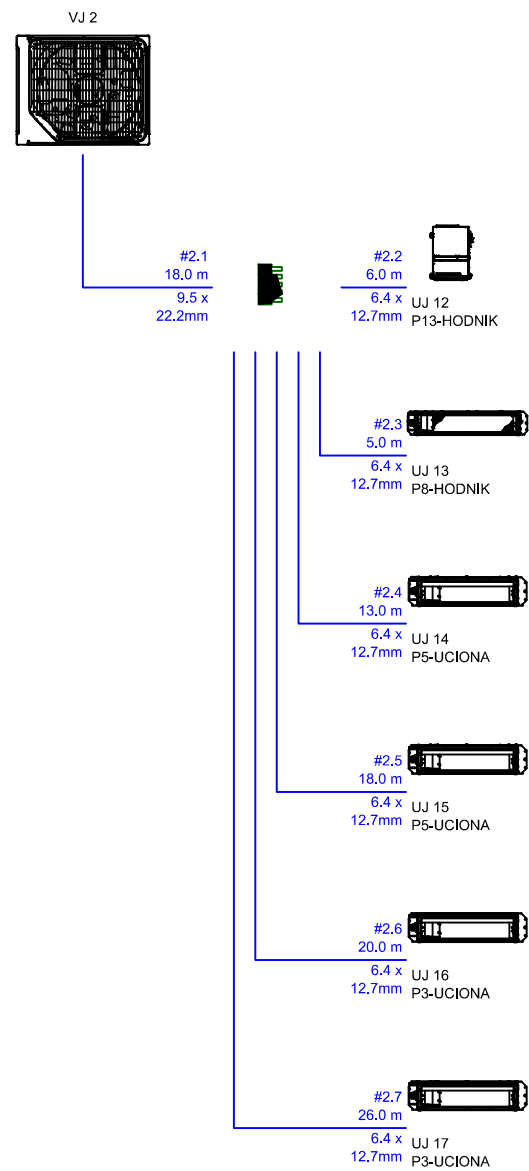 VJ 2
#2.1
18.0 m
9.5 x
22.2mm
#2.2
6.0 m
6.4 x
12.7mm
UJ 12
P13-HODNIK
#2.3
5.0 m
6.4 x
12.7mm
UJ 13
P8-HODNIK
#2.4
13.0 m
6.4 x
12.7mm
UJ 14
P5-UCIONA
#2.5
18.0 m
6.4 x
12.7mm
UJ 15
P5-UCIONA
#2.6
20.0 m
6.4 x
12.7mm
UJ 16
P3-UCIONA
#2.7
26.0 m
6.4 x
12.7mm
UJ 17
P3-UCIONA